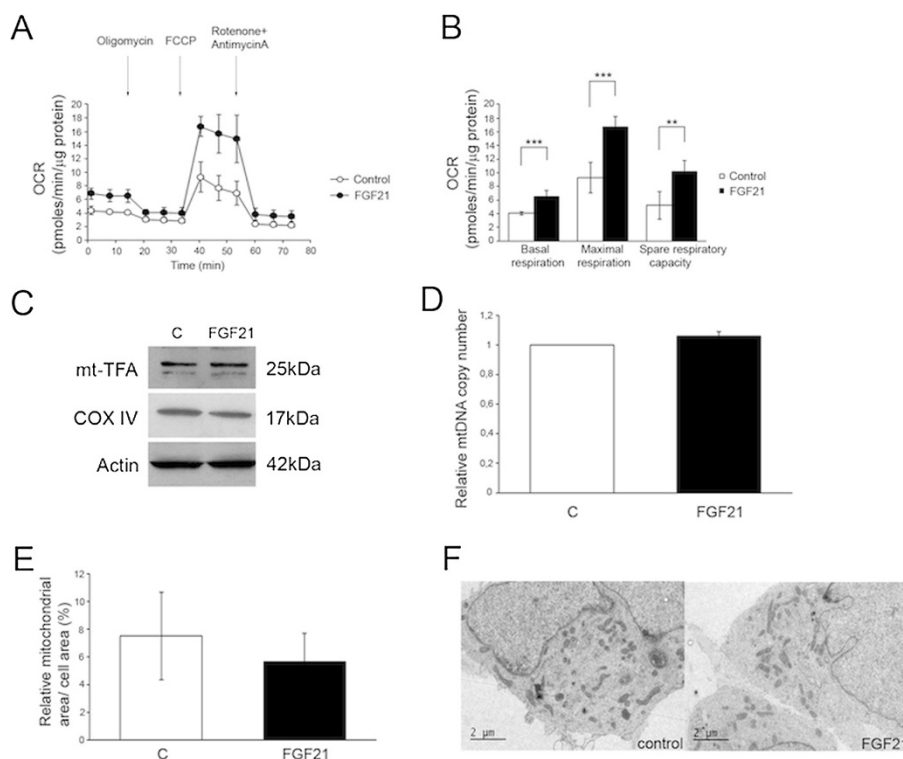 A
Oligomycin FCCP Rotenone+
AntimycinA
OCR
(pmoles/min/µg protein)
20
18
16
14
12
10
8
6
4
2
0
0 10 20 30 40 50 60 70 80
Time (min)
Control
FGF21
B
OCR
(pmoles/min/µg protein)
20
18
16
14
12
10
8
6
4
2
0
***
***
**
Control
FGF21
Basal
respiration
Maximal
respiration
Spare respiratory
capacity
C
C FGF21
mt-TFA 25kDa
COX IV 17kDa
Actin 42kDa
D
Relative mtDNA copy number
1,2
1
0,8
0,6
0,4
0,2
0
C FGF21
E
Relative mitochondrial
area/ cell area (%)
12
10
8
6
4
2
0
C FGF21
F
2 µm control
2 µm FGF21